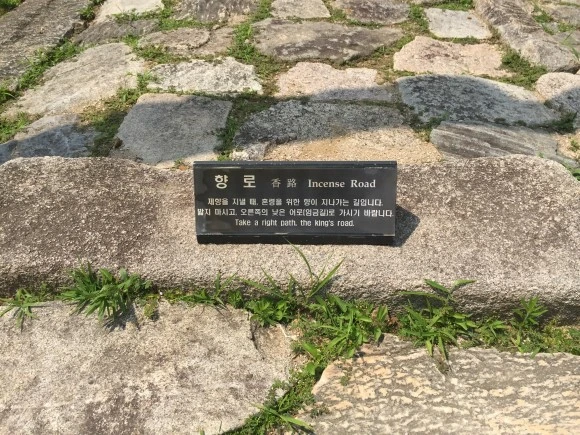 향 로 香 路 Incense Road
제향을 지낼 때, 혼령을 위한 향이 지나가는 길입니다.
밟지 마시고, 오른쪽의 낮은 어로(임금길)로 가시기 바랍니다.
Take a right path, the king's road.